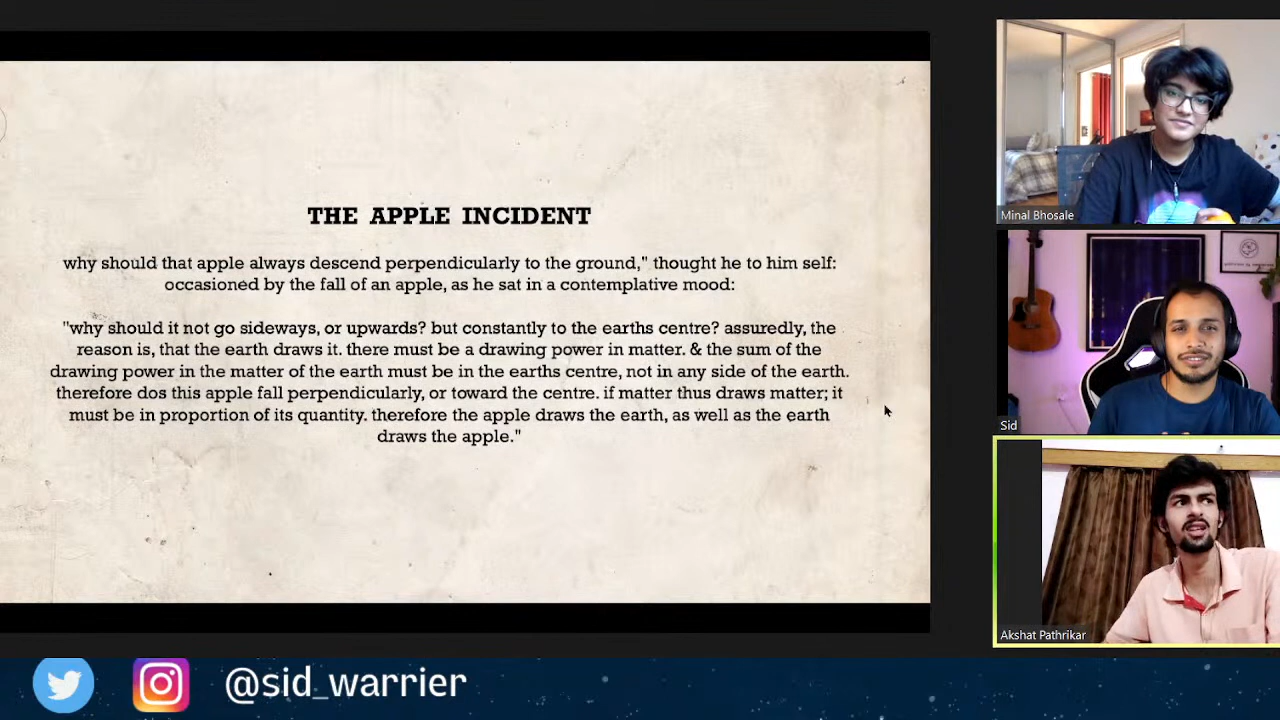 THE APPLE INCIDENT
why should that apple always descend perpendicularly to the ground," thought he to him self:
occasioned by the fall of an apple, as he sat in a contemplative mood:
"why should it not go sideways, or upwards? but constantly to the earths centre? assuredly, the
reason is, that the earth draws it. there must be a drawing power in matter. & the sum of the
drawing power in the matter of the earth must be in the earths centre, not in any side of the earth.
therefore dos this apple fall perpendicularly, or toward the centre. if matter thus draws matter; it
must be in proportion of its quantity. therefore the apple draws the earth, as well as the earth
draws the apple."
Minal Bhosale
Sid
Akshat Pathrikar
@sid_warrier